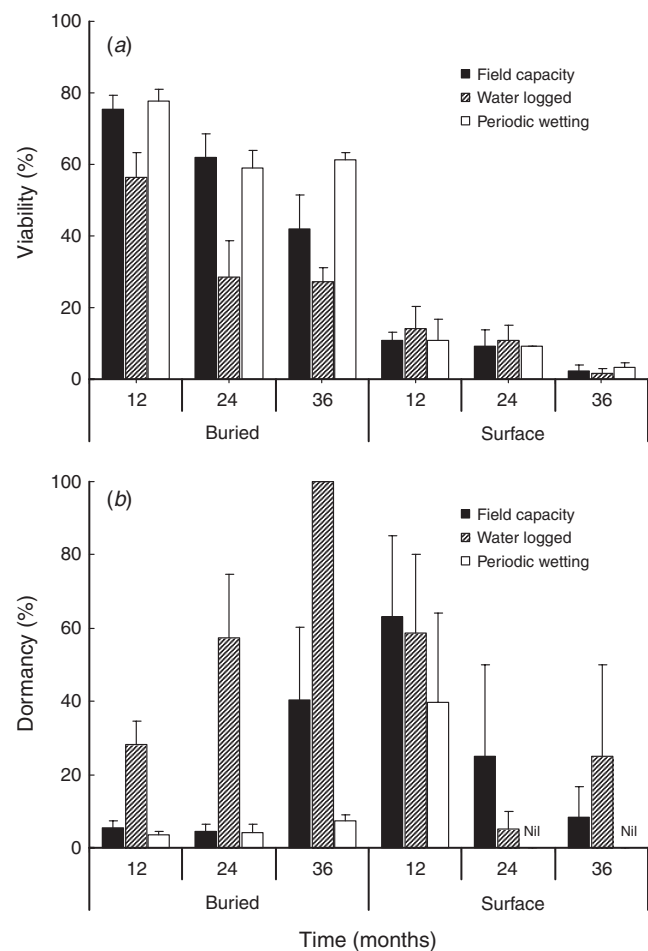 100
(a)
Field capacity
80
Water logged
Periodic wetting
60
Viability (%)
40
20
0
12 24 36 12 24 36
Buried Surface
100
(b)
Field capacity
80
Water logged
Periodic wetting
60
Dormancy (%)
40
20
Nil Nil
0
12 24 36 12 24 36
Buried Surface
Time (months)